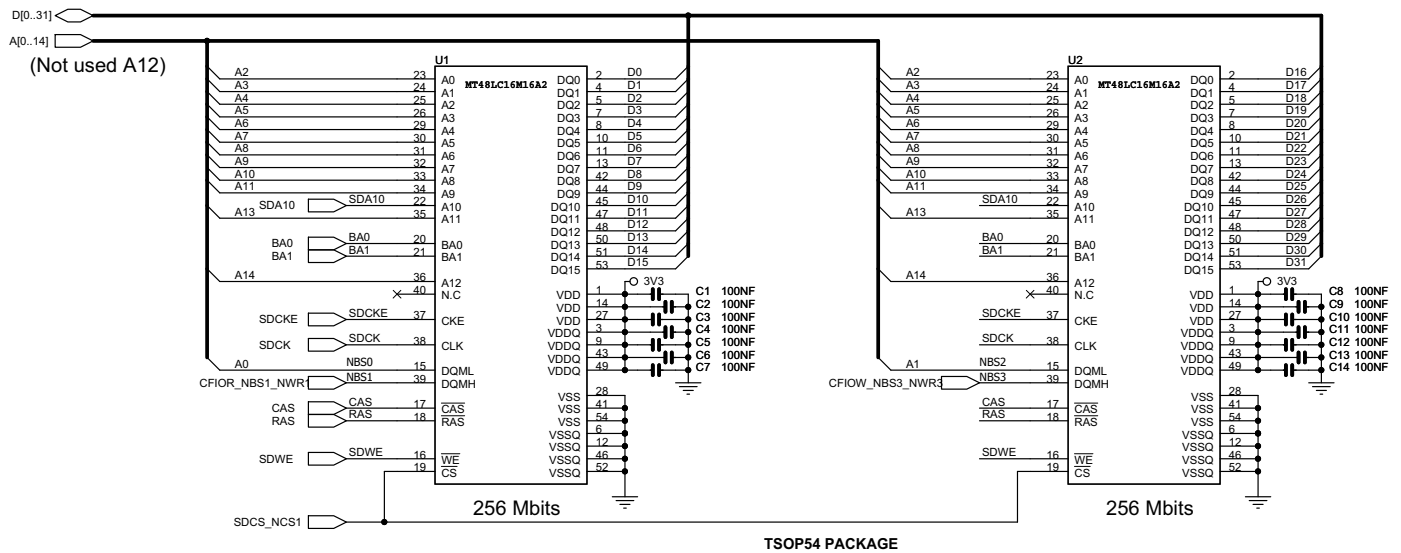 D[0..31]
A[0..14]
(Not used A12)
U1
MT48LC16M16A2
A2 23 A0 DQ0 2 D0
A3 24 A1 DQ1 4 D1
A4 25 A2 DQ2 5 D2
A5 26 A3 DQ3 7 D3
A6 29 A4 DQ4 8 D4
A7 30 A5 DQ5 10 D5
A8 31 A6 DQ6 11 D6
A9 32 A7 DQ7 13 D7
A10 33 A8 DQ8 42 D8
A11 34 A9 DQ9 44 D9
SDA10 SDA10 22 A10 DQ10 45 D10
A13 35 A11 DQ11 47 D11
DQ12 48 D12
BA0 BA0 20 BA0 DQ13 50 D13
BA1 BA1 21 BA1 DQ14 51 D14
DQ15 53 D15
A14 36 A12
3V3
40 N.C VDD 1 C1 100NF
VDD 14 C2 100NF
SDCKE SDCKE 37 CKE VDD 27 C3 100NF
VDDQ 3 C4 100NF
SDCK SDCK 38 CLK VDDQ 9 C5 100NF
VDDQ 43 C6 100NF
A0 NBS0 15 DQML VDDQ 49 C7 100NF
CFIOR_NBS1_NWR1 NBS1 39 DQMH
VSS 28
CAS CAS 17 CAS VSS 41
RAS RAS 18 RAS VSS 54
VSSQ 6
VSSQ 12
SDWE SDWE 16 WE VSSQ 46
19 CS VSSQ 52
256 Mbits
SDCS_NCS1
U2
MT48LC16M16A2
A2 23 A0 DQ0 2 D16
A3 24 A1 DQ1 4 D17
A4 25 A2 DQ2 5 D18
A5 26 A3 DQ3 7 D19
A6 29 A4 DQ4 8 D20
A7 30 A5 DQ5 10 D21
A8 31 A6 DQ6 11 D22
A9 32 A7 DQ7 13 D23
A10 33 A8 DQ8 42 D24
A11 34 A9 DQ9 44 D25
SDA10 22 A10 DQ10 45 D26
A13 35 A11 DQ11 47 D27
DQ12 48 D28
BA0 20 BA0 DQ13 50 D29
BA1 21 BA1 DQ14 51 D30
DQ15 53 D31
A14 36 A12
3V3
40 N.C VDD 1 C8 100NF
VDD 14 C9 100NF
SDCKE 37 CKE VDD 27 C10 100NF
VDDQ 3 C11 100NF
SDCK 38 CLK VDDQ 9 C12 100NF
VDDQ 43 C13 100NF
A1 NBS2 15 DQML VDDQ 49 C14 100NF
CFIOW_NBS3_NWR3 NBS3 39 DQMH
VSS 28
CAS 17 CAS VSS 41
RAS 18 RAS VSS 54
VSSQ 6
VSSQ 12
SDWE 16 WE VSSQ 46
19 CS VSSQ 52
256 Mbits
TSOP54 PACKAGE